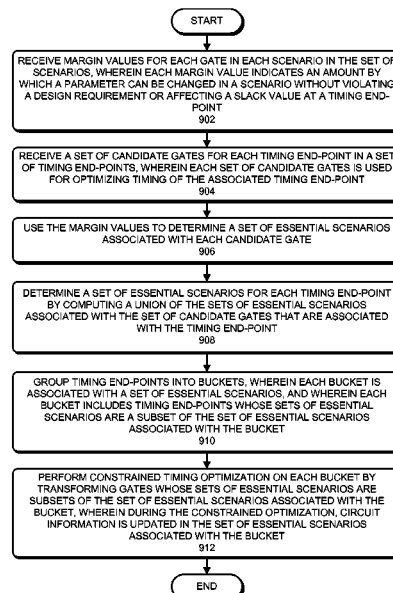 START
RECEIVE MARGIN VALUES FOR EACH GATE IN EACH SCENARIO IN THE SET OF
SCENARIOS, WHEREIN EACH MARGIN VALUE INDICATES AN AMOUNT BY
WHICH A PARAMETER CAN BE CHANGED IN A SCENARIO WITHOUT VIOLATING
A DESIGN REQUIREMENT OR AFFECTING A SLACK VALUE AT A TIMING END-
POINT
902
RECEIVE A SET OF CANDIDATE GATES FOR EACH TIMING END-POINT IN A SET
OF TIMING END-POINTS, WHEREIN EACH SET OF CANDIDATE GATES IS USED
FOR OPTIMIZING TIMING OF THE ASSOCIATED TIMING END-POINT
904
USE THE MARGIN VALUES TO DETERMINE A SET OF ESSENTIAL SCENARIOS
ASSOCIATED WITH EACH CANDIDATE GATE
906
DETERMINE A SET OF ESSENTIAL SCENARIOS FOR EACH TIMING END-POINT
BY COMPUTING A UNION OF THE SETS OF ESSENTIAL SCENARIOS
ASSOCIATED WITH THE SET OF CANDIDATE GATES THAT ARE ASSOCIATED
WITH THE TIMING END-POINT
908
GROUP TIMING END-POINTS INTO BUCKETS, WHEREIN EACH BUCKET IS
ASSOCIATED WITH A SET OF ESSENTIAL SCENARIOS, AND WHEREIN EACH
BUCKET INCLUDES TIMING END-POINTS WHOSE SETS OF ESSENTIAL
SCENARIOS ARE A SUBSET OF THE SET OF ESSENTIAL SCENARIOS
ASSOCIATED WITH THE BUCKET
910
PERFORM CONSTRAINED TIMING OPTIMIZATION ON EACH BUCKET BY
TRANSFORMING GATES WHOSE SETS OF ESSENTIAL SCENARIOS ARE
SUBSETS OF THE SET OF ESSENTIAL SCENARIOS ASSOCIATED WITH THE
BUCKET, WHEREIN DURING THE CONSTRAINED OPTIMIZATION, CIRCUIT
INFORMATION IS UPDATED IN THE SET OF ESSENTIAL SCENARIOS
ASSOCIATED WITH THE BUCKET
912
END